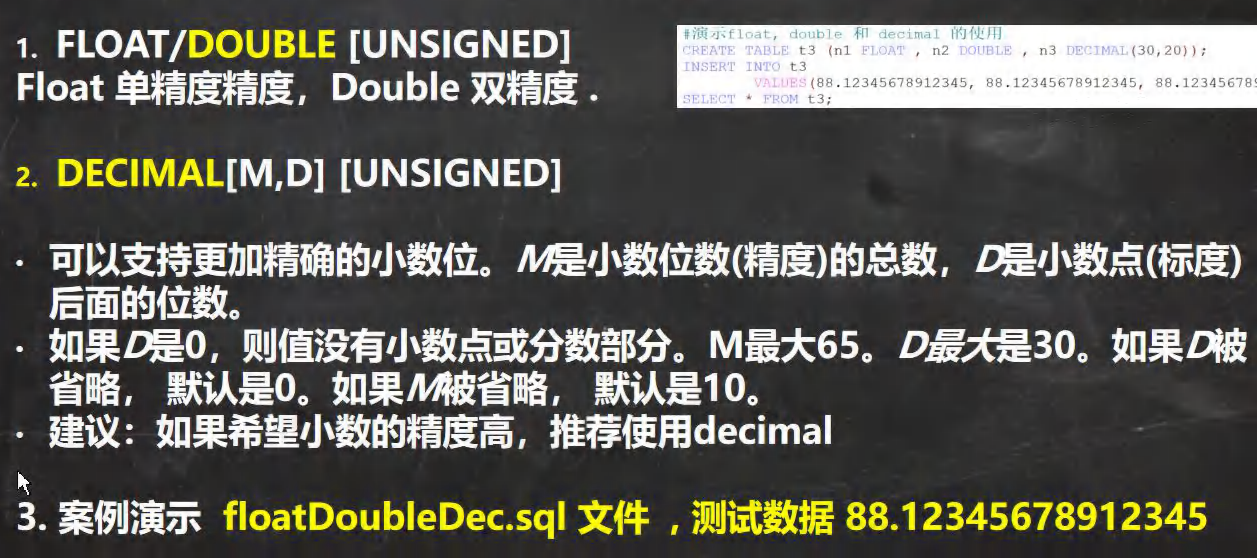 1. FLOAT/DOUBLE [UNSIGNED]
Float 单精度精度，Double 双精度 .
#演示float, double 和 decimal 的使用
CREATE TABLE t3 (n1 FLOAT , n2 DOUBLE , n3 DECIMAL(30,20));
INSERT INTO t3
VALUES(88.12345678912345, 88.12345678912345, 88.123456789
SELECT * FROM t3;
2. DECIMAL[M,D] [UNSIGNED]
· 可以支持更加精确的小数位。M是小数位数(精度)的总数，D是小数点(标度)
后面的位数。
· 如果D是0，则值没有小数点或分数部分。M最大65。D最大是30。如果D被
省略， 默认是0。如果M被省略， 默认是10。
· 建议：如果希望小数的精度高，推荐使用decimal
3. 案例演示 floatDoubleDec.sql 文件 , 测试数据 88.12345678912345